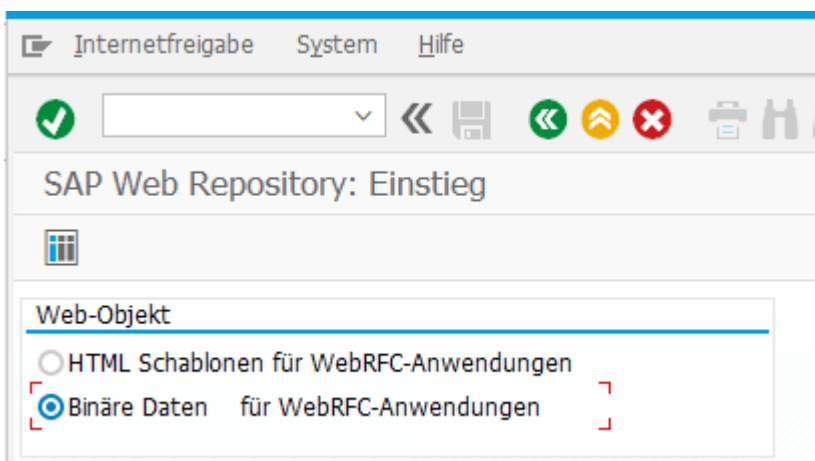 Internetfreigabe System Hilfe
SAP Web Repository: Einstieg
Web-Objekt
HTML Schablonen für WebRFC-Anwendungen
Binäre Daten für WebRFC-Anwendungen